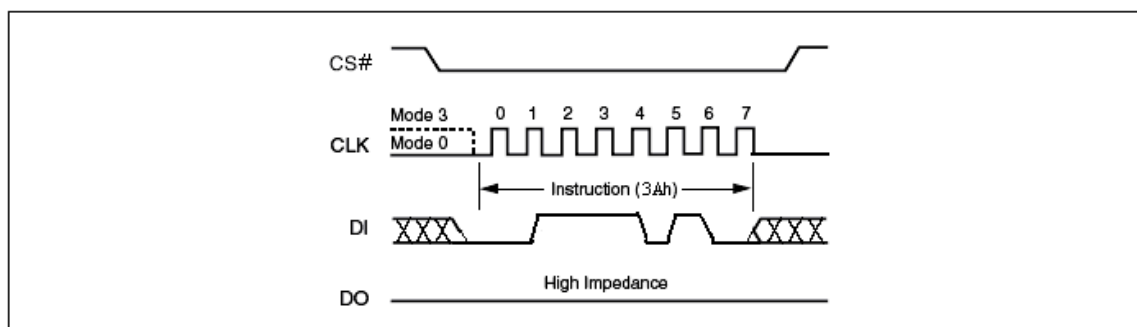 CS#
Mode 3
0 1 2 3 4 5 6 7
CLK
Mode 0
Instruction (3Ah)
DI
High Impedance
DO